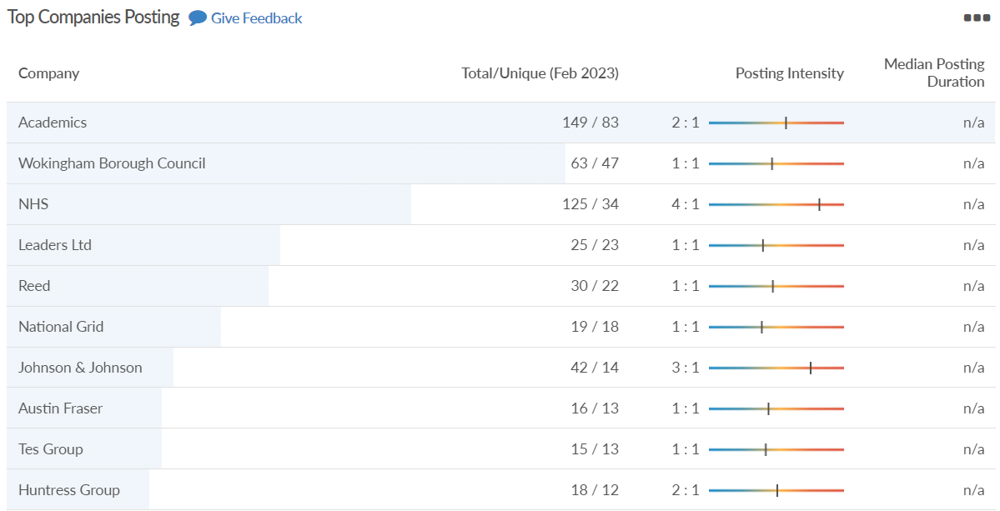 Top Companies Posting Give Feedback
Company Total/Unique (Feb 2023) Posting Intensity Median Posting Duration
Academics 149 / 83 2 : 1 n/a
Wokingham Borough Council 63 / 47 1 : 1 n/a
NHS 125 / 34 4 : 1 n/a
Leaders Ltd 25 / 23 1 : 1 n/a
Reed 30 / 22 1 : 1 n/a
National Grid 19 / 18 1 : 1 n/a
Johnson & Johnson 42 / 14 3 : 1 n/a
Austin Fraser 16 / 13 1 : 1 n/a
Tes Group 15 / 13 1 : 1 n/a
Huntress Group 18 / 12 2 : 1 n/a